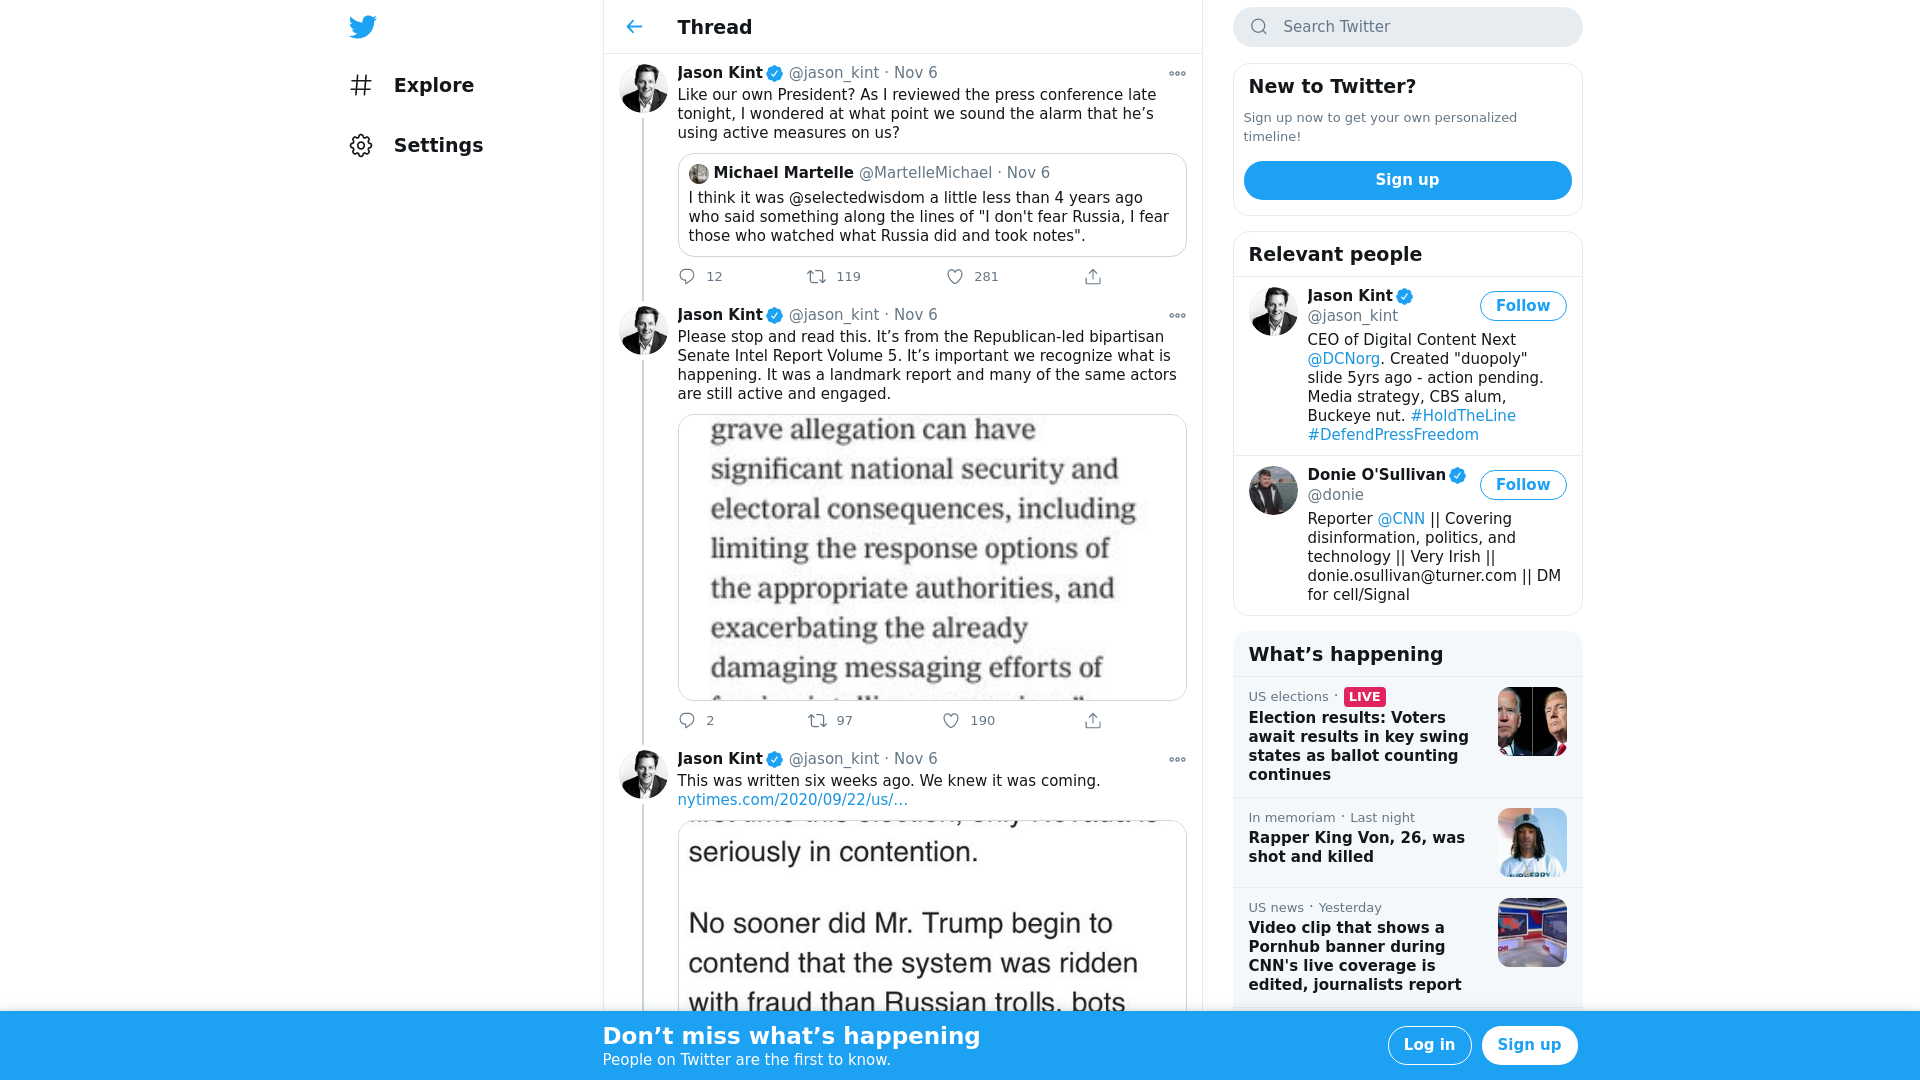 Explore
Settings
Thread
Jason Kint @jason_kint · Nov 6
Like our own President? As I reviewed the press conference late
tonight, I wondered at what point we sound the alarm that he’s
using active measures on us?
Michael Martelle @MartelleMichael · Nov 6
I think it was @selectedwisdom a little less than 4 years ago
who said something along the lines of "I don't fear Russia, I fear
those who watched what Russia did and took notes".
12 119 281
Jason Kint @jason_kint · Nov 6
Please stop and read this. It’s from the Republican-led bipartisan
Senate Intel Report Volume 5. It’s important we recognize what is
happening. It was a landmark report and many of the same actors
are still active and engaged.
grave allegation can have
significant national security and
electoral consequences, including
limiting the response options of
the appropriate authorities, and
exacerbating the already
damaging messaging efforts of
2 97 190
Jason Kint @jason_kint · Nov 6
This was written six weeks ago. We knew it was coming.
nytimes.com/2020/09/22/us/…
seriously in contention.
No sooner did Mr. Trump begin to
contend that the system was ridden
with fraud than Russian trolls, bots
Search Twitter
New to Twitter?
Sign up now to get your own personalized
timeline!
Sign up
Relevant people
Jason Kint
@jason_kint
Follow
CEO of Digital Content Next
@DCNorg. Created "duopoly"
slide 5yrs ago - action pending.
Media strategy, CBS alum,
Buckeye nut. #HoldTheLine
#DefendPressFreedom
Donie O'Sullivan
@donie
Follow
Reporter @CNN || Covering
disinformation, politics, and
technology || Very Irish ||
donie.osullivan@turner.com || DM
for cell/Signal
What’s happening
US elections · LIVE
Election results: Voters
await results in key swing
states as ballot counting
continues
In memoriam · Last night
Rapper King Von, 26, was
shot and killed
US news · Yesterday
Video clip that shows a
Pornhub banner during
CNN's live coverage is
edited, journalists report
Don’t miss what’s happening
People on Twitter are the first to know.
Log in
Sign up